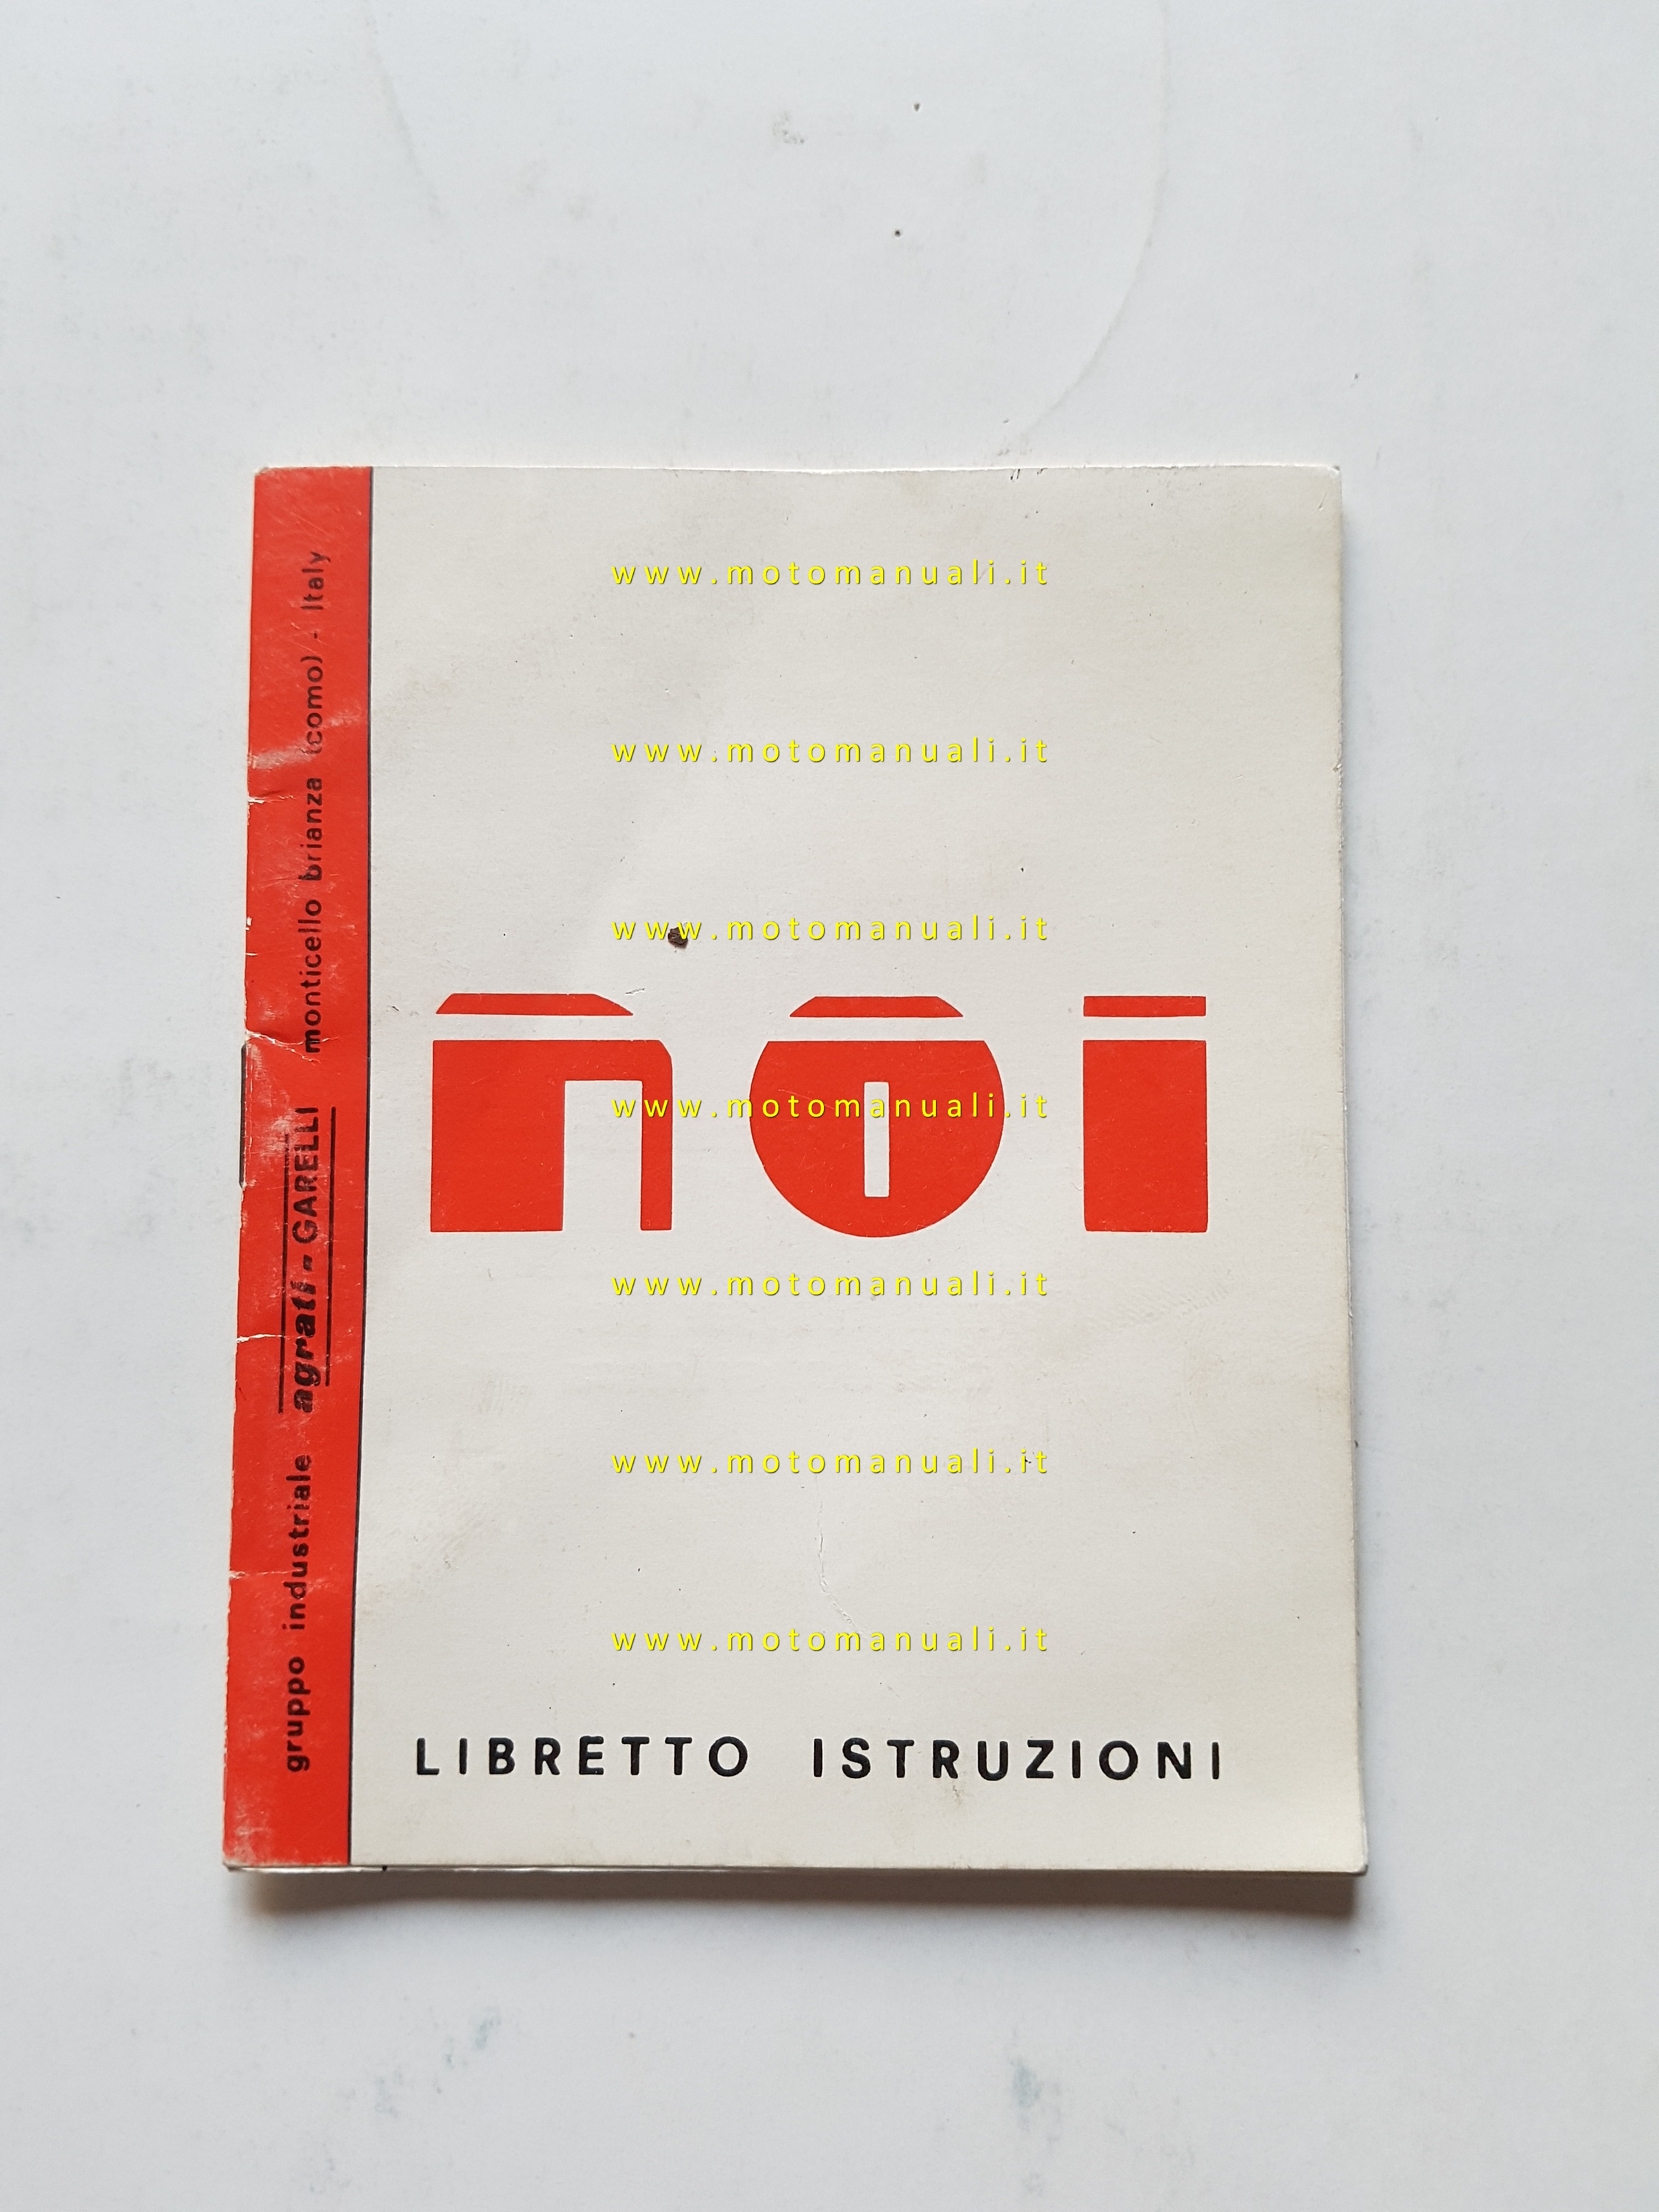 gruppo industriale agrati - GARELLI monticello brianza (como) - Italy
www.motomanuali.it
www.motomanuali.it
www.motomanuali.it
noi
www.motomanuali.it
www.motomanuali.it
www.motomanuali.it
www.motomanuali.it
LIBRETTO ISTRUZIONI